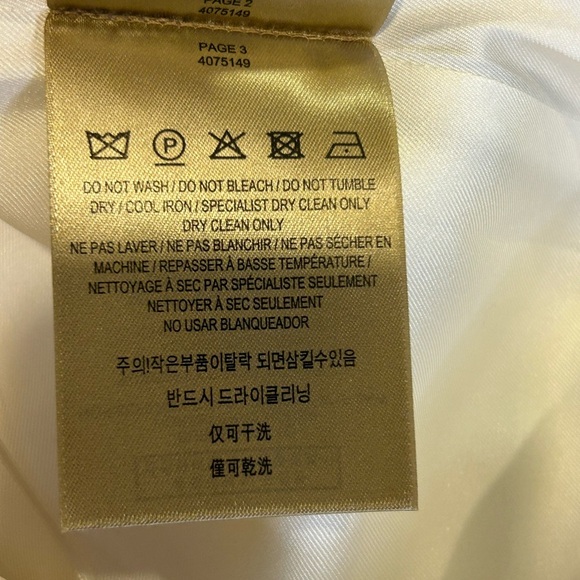 PAGE 2
4075149
PAGE 3
4075149
P
DO NOT WASH / DO NOT BLEACH / DO NOT TUMBLE
DRY / COOL IRON / SPECIALIST DRY CLEAN ONLY
DRY CLEAN ONLY
NE PAS LAVER / NE PAS BLANCHIR / NE PAS SÉCHER EN
MACHINE / REPASSER À BASSE TEMPÉRATURE /
NETTOYAGE À SEC PAR SPÉCIALISTE SEULEMENT
NETTOYER À SEC SEULEMENT
NO USAR BLANQUEADOR
주의!작은부품이탈락 되면삼킬수있음
반드시 드라이클리닝
仅可干洗
僅可乾洗